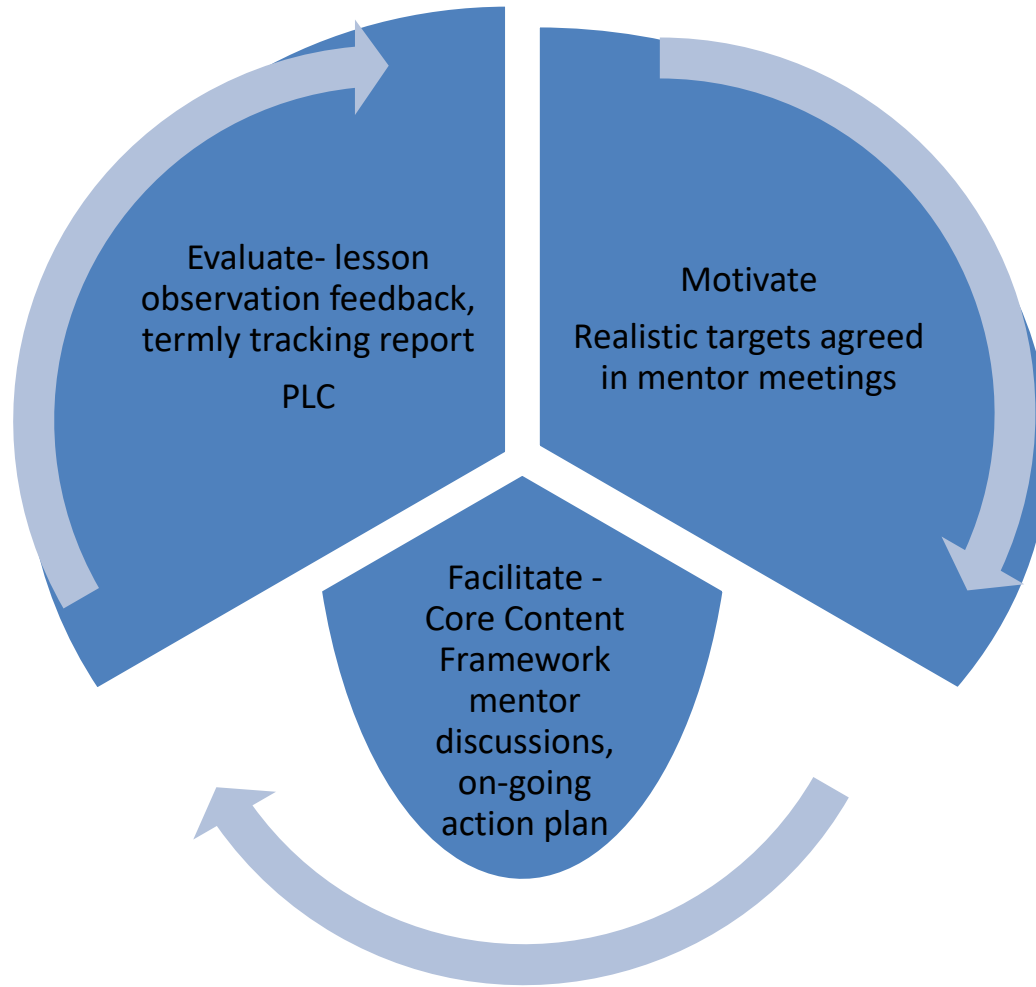 Evaluate- lesson
observation feedback,
termly tracking report
PLC
Motivate
Realistic targets agreed
in mentor meetings
Facilitate -
Core Content
Framework
mentor
discussions,
on-going
action plan